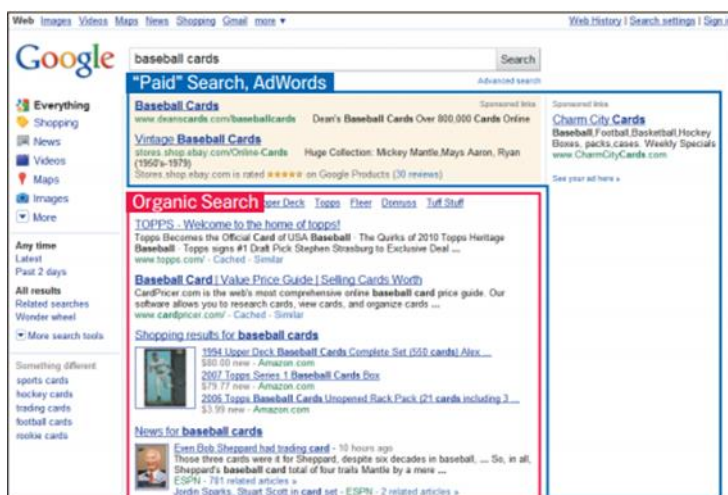 Web Images Videos Maps News Shopping Gmail more ▼
Web History | Search settings | Sign i
Google
baseball cards
Search
Advanced search
"Paid" Search, AdWords
Everything
Shopping
News
Videos
Maps
Images
More
Any time
Latest
Past 2 days
All results
Related searches
Wonder wheel
More search tools
Something different
sports cards
hockey cards
trading cards
football cards
rookie cards
Baseball Cards
Sponsored links
www.deanscards.com/baseballcards Dean's Baseball Cards Over 800,000 Cards Online
Vintage Baseball Cards
stores.shop.ebay.com/Online-Cards Huge Collection: Mickey Mantle,Mays Aaron, Ryan
(1950's-1979)
Stores.shop.ebay.com is rated ★★★★★ on Google Products (30 reviews)
Sponsored links
Charm City Cards
Baseball,Football,Basketball,Hockey
Boxes, packs,cases. Weekly Specials
www.CharmCityCards.com
See your ad here »
Organic Search
per Deck Topps Fleer Donruss Tuff Stuff
TOPPS - Welcome to the home of topps!
Topps Becomes the Official Card of USA Baseball · The Quirks of 2010 Topps Heritage
Baseball · Topps signs #1 Draft Pick Stephen Strasburg to Exclusive Deal ...
www.topps.com/ - Cached - Similar
Baseball Card | Value Price Guide | Selling Cards Worth
CardPricer.com is the web's most comprehensive online baseball card price guide. Our
software allows you to research cards, view cards, and organize cards ...
www.cardpricer.com/ - Cached - Similar
Shopping results for baseball cards
1994 Upper Deck Baseball Cards Complete Set (550 cards) Alex ...
$80.00 new - Amazon.com
2007 Topps Series 1 Baseball Cards Box
$79.77 new - Amazon.com
2006 Topps Baseball Cards Unopened Rack Pack (21 cards including 3 ...
$3.99 new - Amazon.com
News for baseball cards
Even Bob Sheppard had trading card - 10 hours ago
Those three cards were it for Sheppard, despite six decades in baseball, ... So, in all,
Sheppard's baseball card total of four trails Mantle by a mere ...
ESPN - 781 related articles »
Jordin Sparks, Stuart Scott in card set - ESPN - 2 related articles »